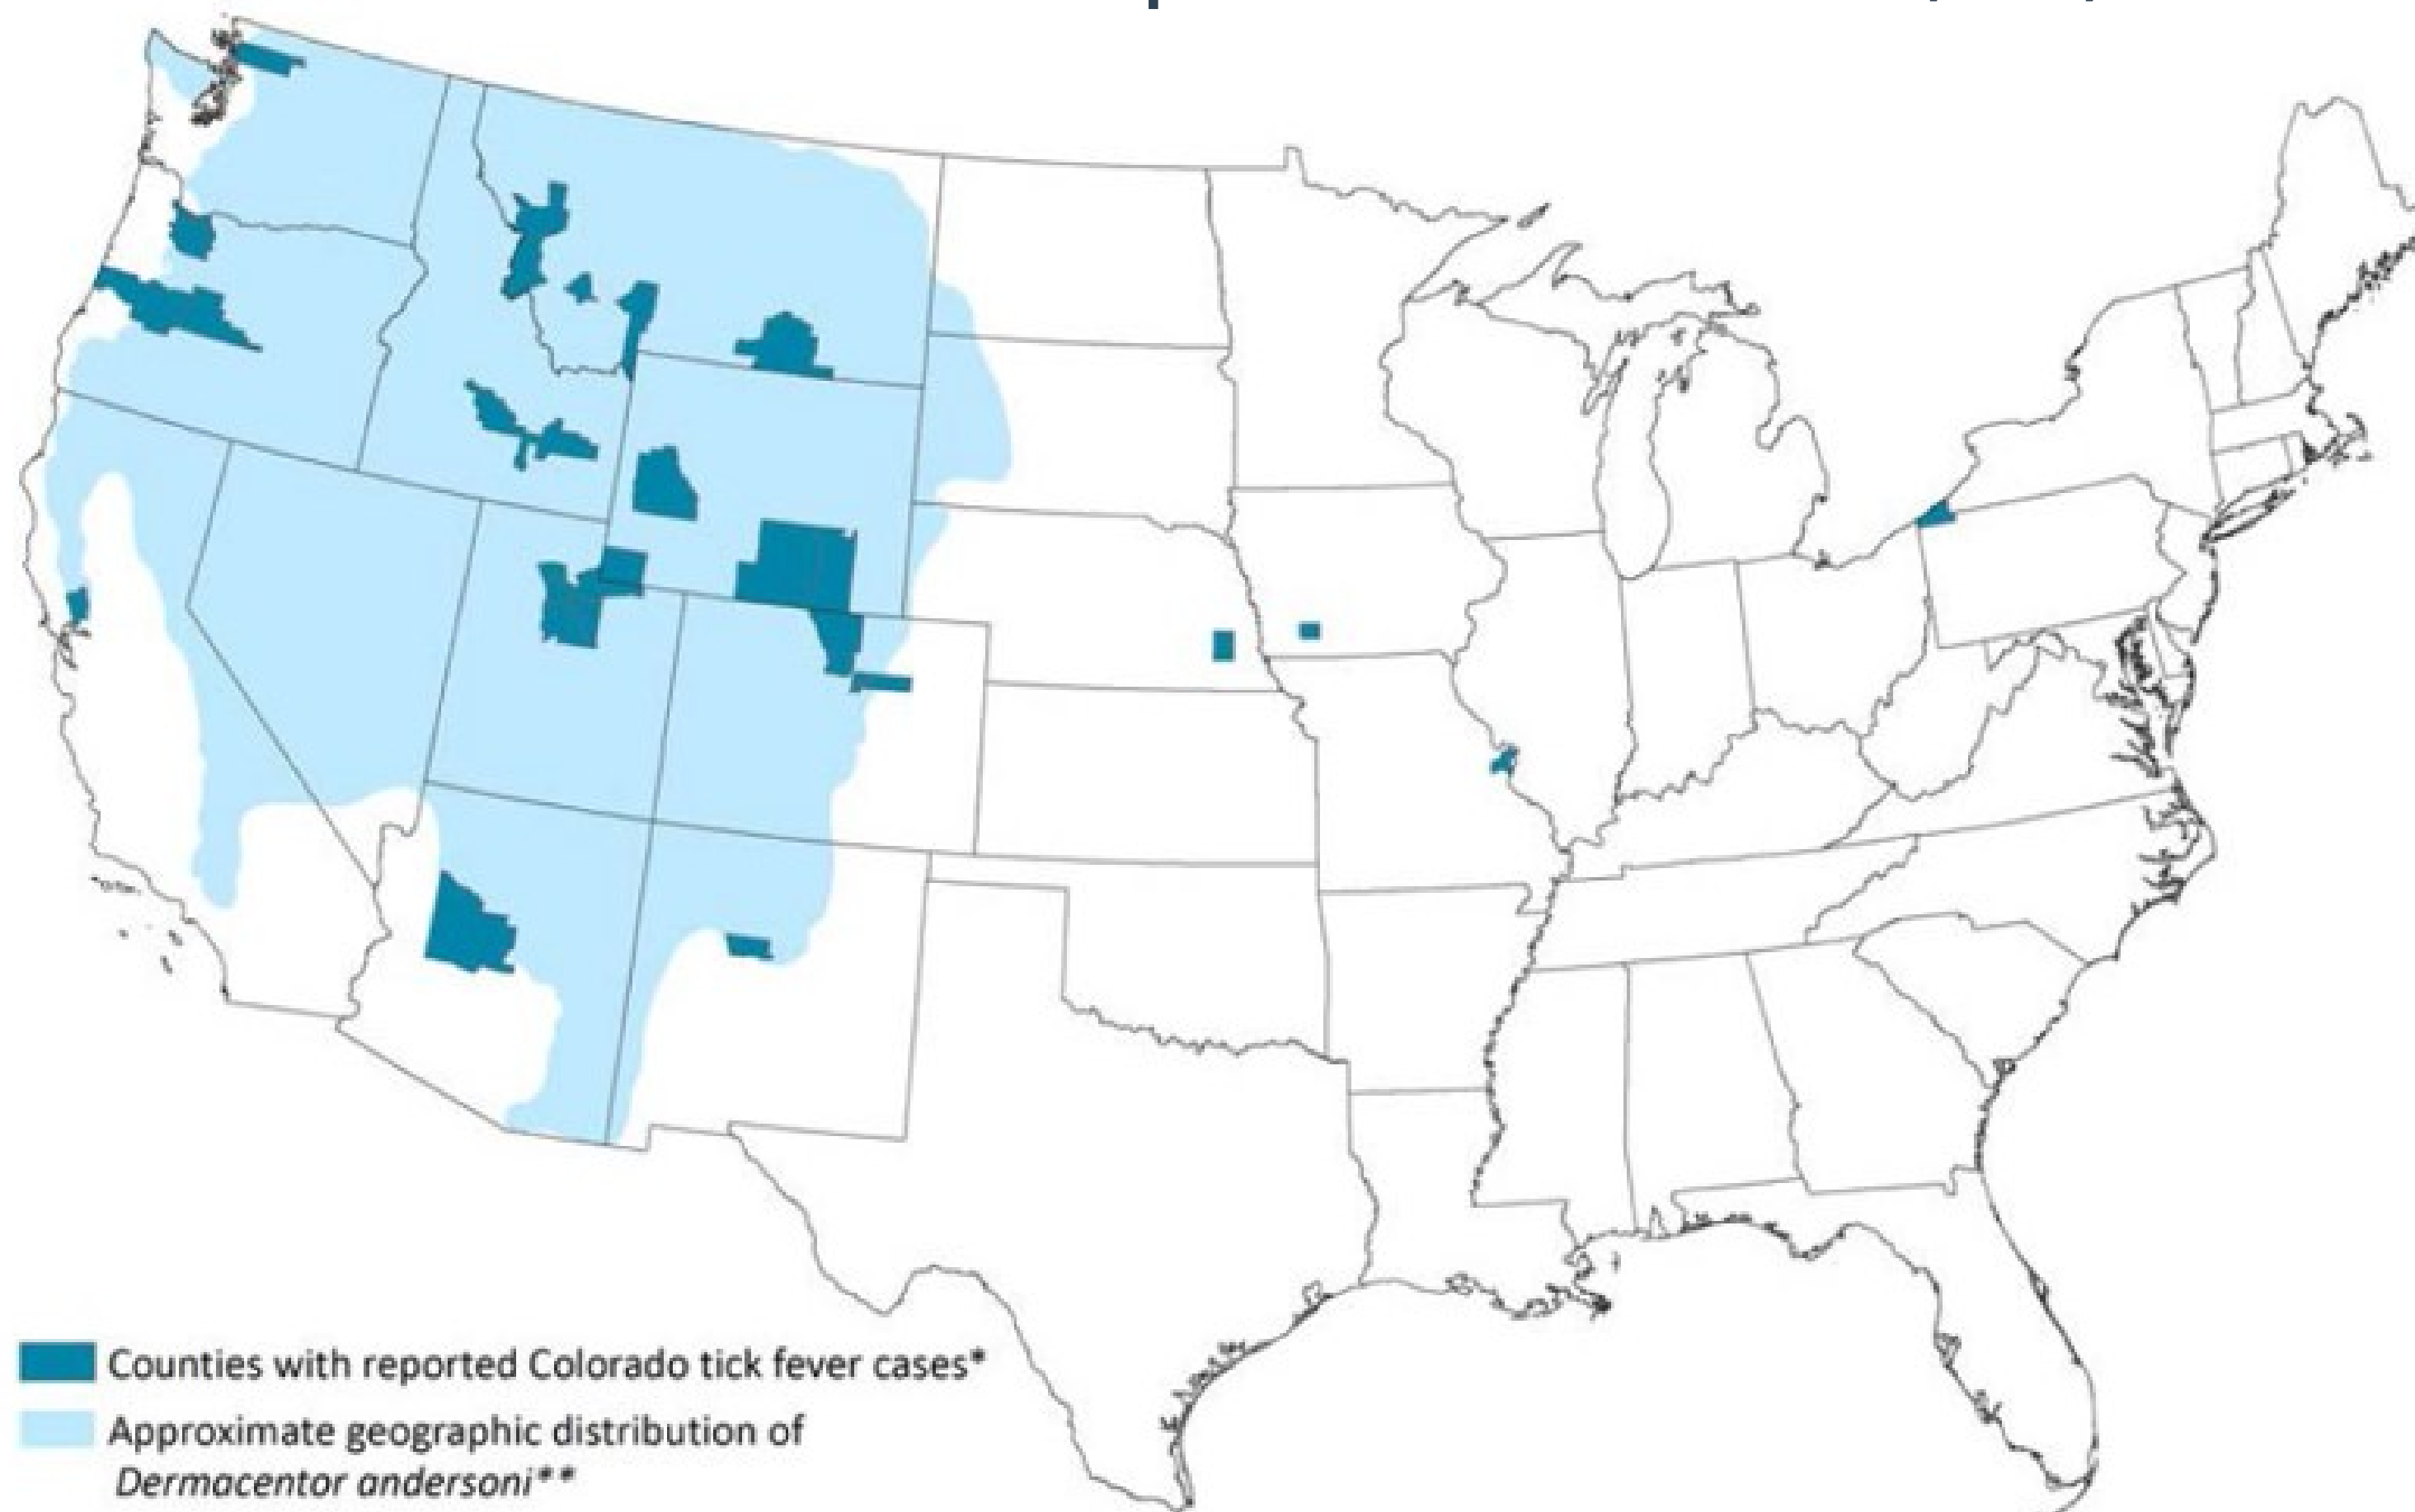 Counties with reported Colorado tick fever cases*
Approximate geographic distribution of
Dermacentor andersoni**